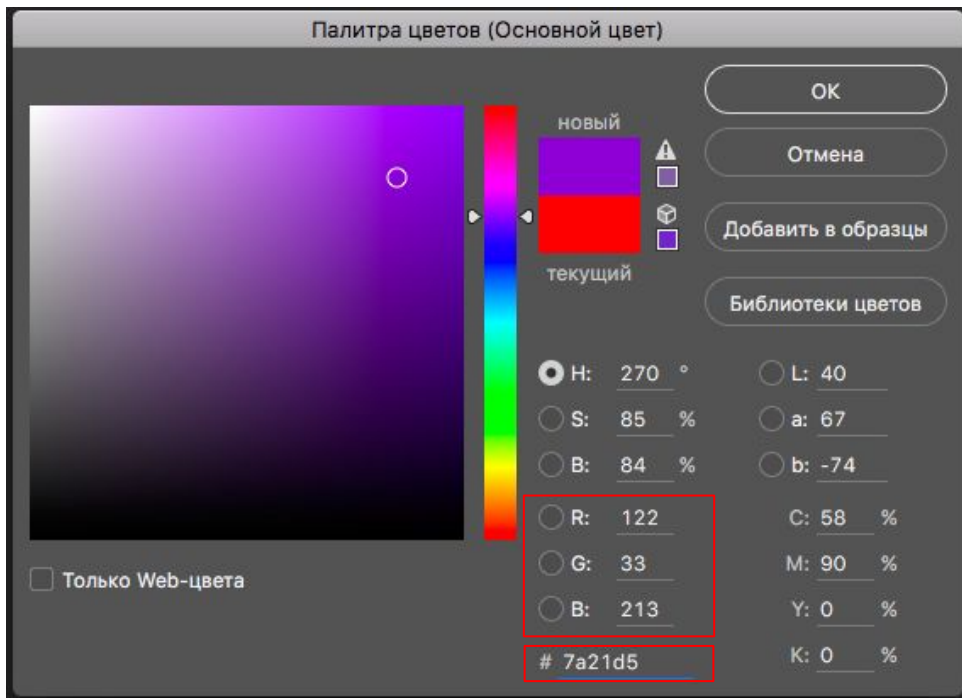 Палитра цветов (Основной цвет)
новый
текущий
OK
Отмена
Добавить в образцы
Библиотеки цветов
H: 270 °
S: 85 %
B: 84 %
R: 122
G: 33
B: 213
# 7a21d5
L: 40
a: 67
b: -74
C: 58 %
M: 90 %
Y: 0 %
K: 0 %
Только Web-цвета